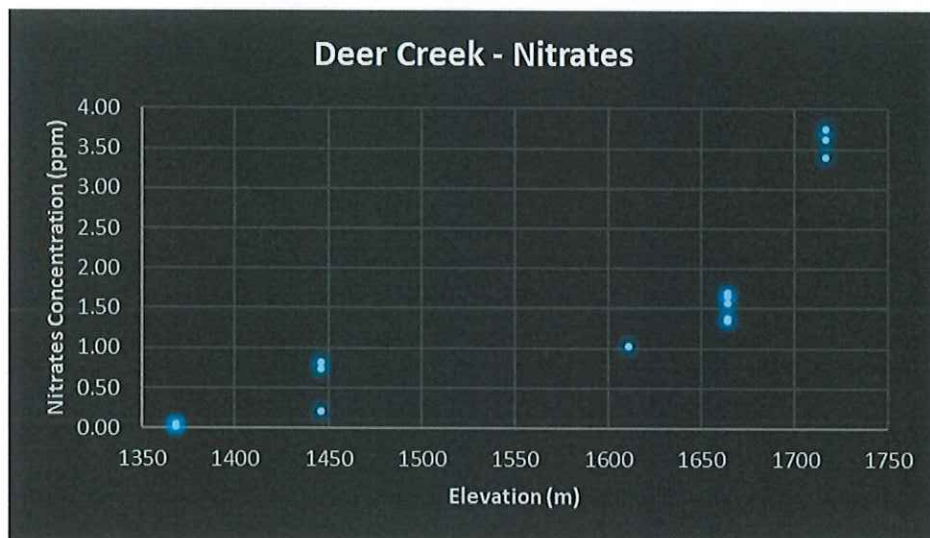 Deer Creek - Nitrates
Nitrates Concentration (ppm)
4.00
3.50
3.00
2.50
2.00
1.50
1.00
0.50
0.00
1350 1400 1450 1500 1550 1600 1650 1700 1750
Elevation (m)